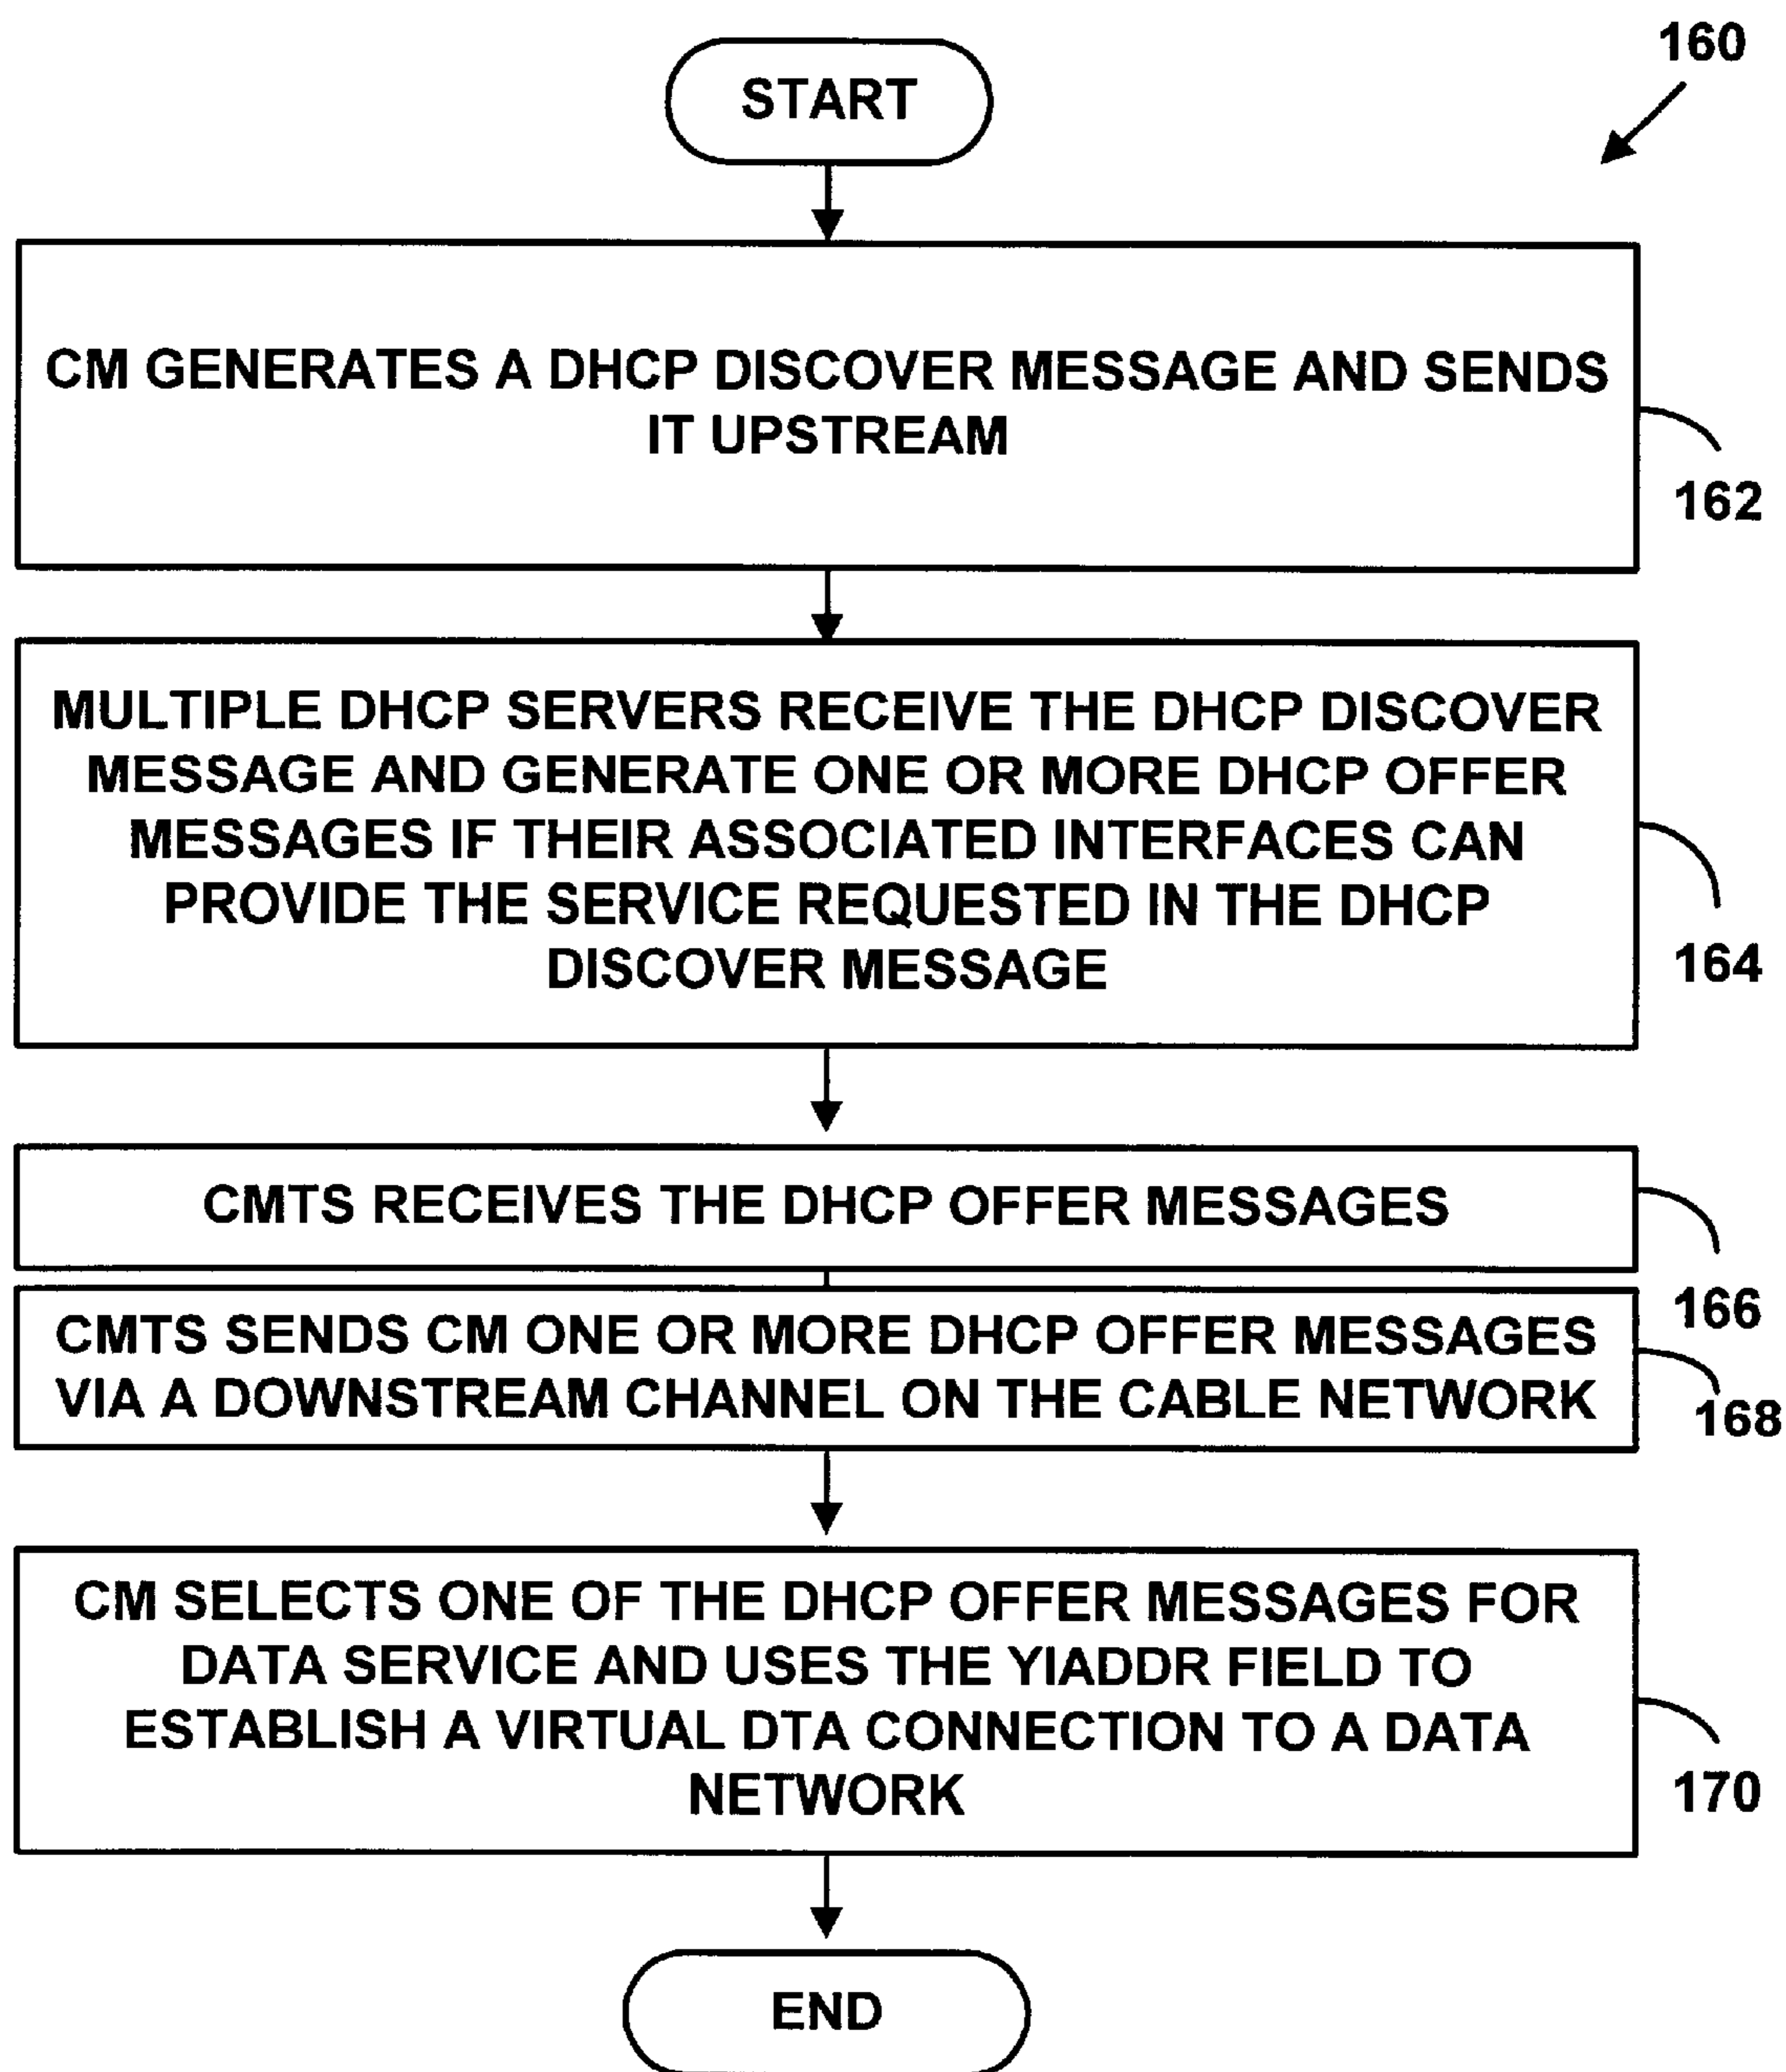 160
START
CM GENERATES A DHCP DISCOVER MESSAGE AND SENDS
IT UPSTREAM
162
MULTIPLE DHCP SERVERS RECEIVE THE DHCP DISCOVER
MESSAGE AND GENERATE ONE OR MORE DHCP OFFER
MESSAGES IF THEIR ASSOCIATED INTERFACES CAN
PROVIDE THE SERVICE REQUESTED IN THE DHCP
DISCOVER MESSAGE
164
CMTS RECEIVES THE DHCP OFFER MESSAGES
166
CMTS SENDS CM ONE OR MORE DHCP OFFER MESSAGES
VIA A DOWNSTREAM CHANNEL ON THE CABLE NETWORK
168
CM SELECTS ONE OF THE DHCP OFFER MESSAGES FOR
DATA SERVICE AND USES THE YIADDR FIELD TO
ESTABLISH A VIRTUAL DTA CONNECTION TO A DATA
NETWORK
170
END